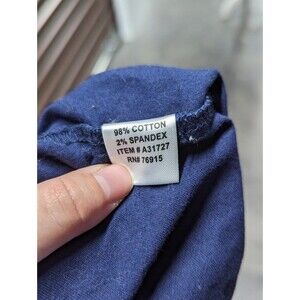 98% COTTON
2% SPANDEX
ITEM # A31727
RN# 76915